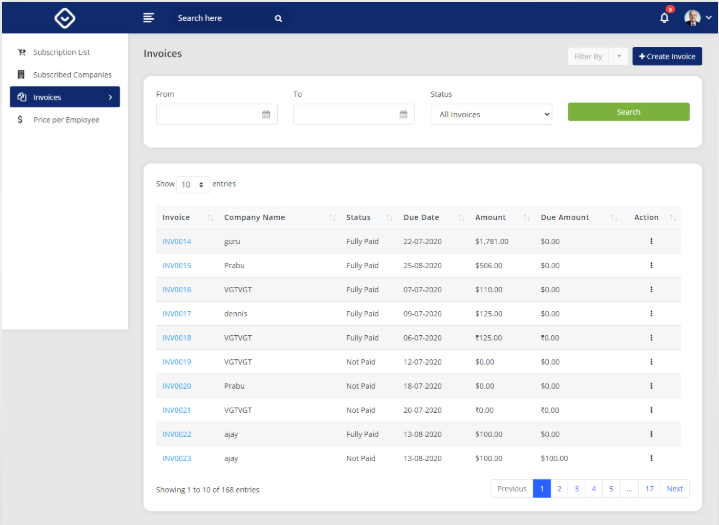 Search here
8
Subscription List
Subscribed Companies
Invoices
Price per Employee
Invoices
Filter By
+ Create Invoice
From To Status
All Invoices
Search
Show 10 entries
Invoice Company Name Status Due Date Amount Due Amount Action
INV0014 guru Fully Paid 22-07-2020 $1,781.00 $0.00
INV0015 Prabu Fully Paid 25-08-2020 $506.00 $0.00
INV0016 VGTVGT Fully Paid 07-07-2020 $110.00 $0.00
INV0017 dennis Fully Paid 09-07-2020 $125.00 $0.00
INV0018 VGTVGT Fully Paid 06-07-2020 ₹125.00 ₹0.00
INV0019 VGTVGT Not Paid 12-07-2020 $0.00 $0.00
INV0020 Prabu Not Paid 18-07-2020 $0.00 $0.00
INV0021 VGTVGT Not Paid 20-07-2020 ₹0.00 ₹0.00
INV0022 ajay Fully Paid 13-08-2020 $100.00 $0.00
INV0023 ajay Not Paid 13-08-2020 $100.00 $100.00
Showing 1 to 10 of 168 entries
Previous 1 2 3 4 5 ... 17 Next